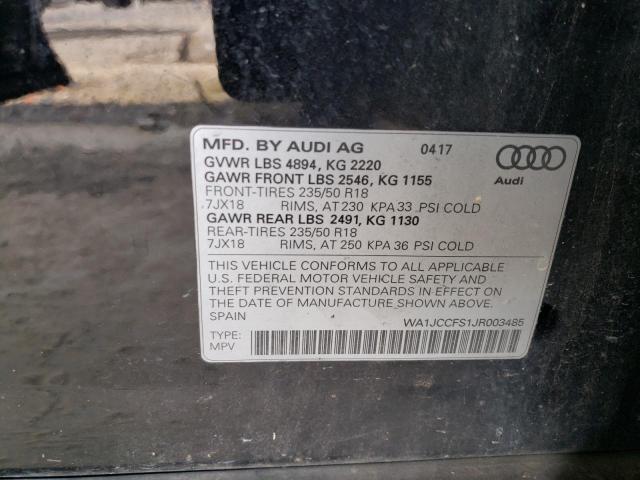 MFD. BY AUDI AG 0417
GVWR LBS 4894, KG 2220
GAWR FRONT LBS 2546, KG 1155
FRONT-TIRES 235/50 R18
7JX18 RIMS, AT 230 KPA 33 PSI COLD
GAWR REAR LBS 2491, KG 1130
REAR-TIRES 235/50 R18
7JX18 RIMS, AT 250 KPA 36 PSI COLD
Audi
THIS VEHICLE CONFORMS TO ALL APPLICABLE
U.S. FEDERAL MOTOR VEHICLE SAFETY AND
THEFT PREVENTION STANDARDS IN EFFECT ON
THE DATE OF MANUFACTURE SHOWN ABOVE.
SPAIN
WA1JCCFS1JR003485
TYPE:
MPV